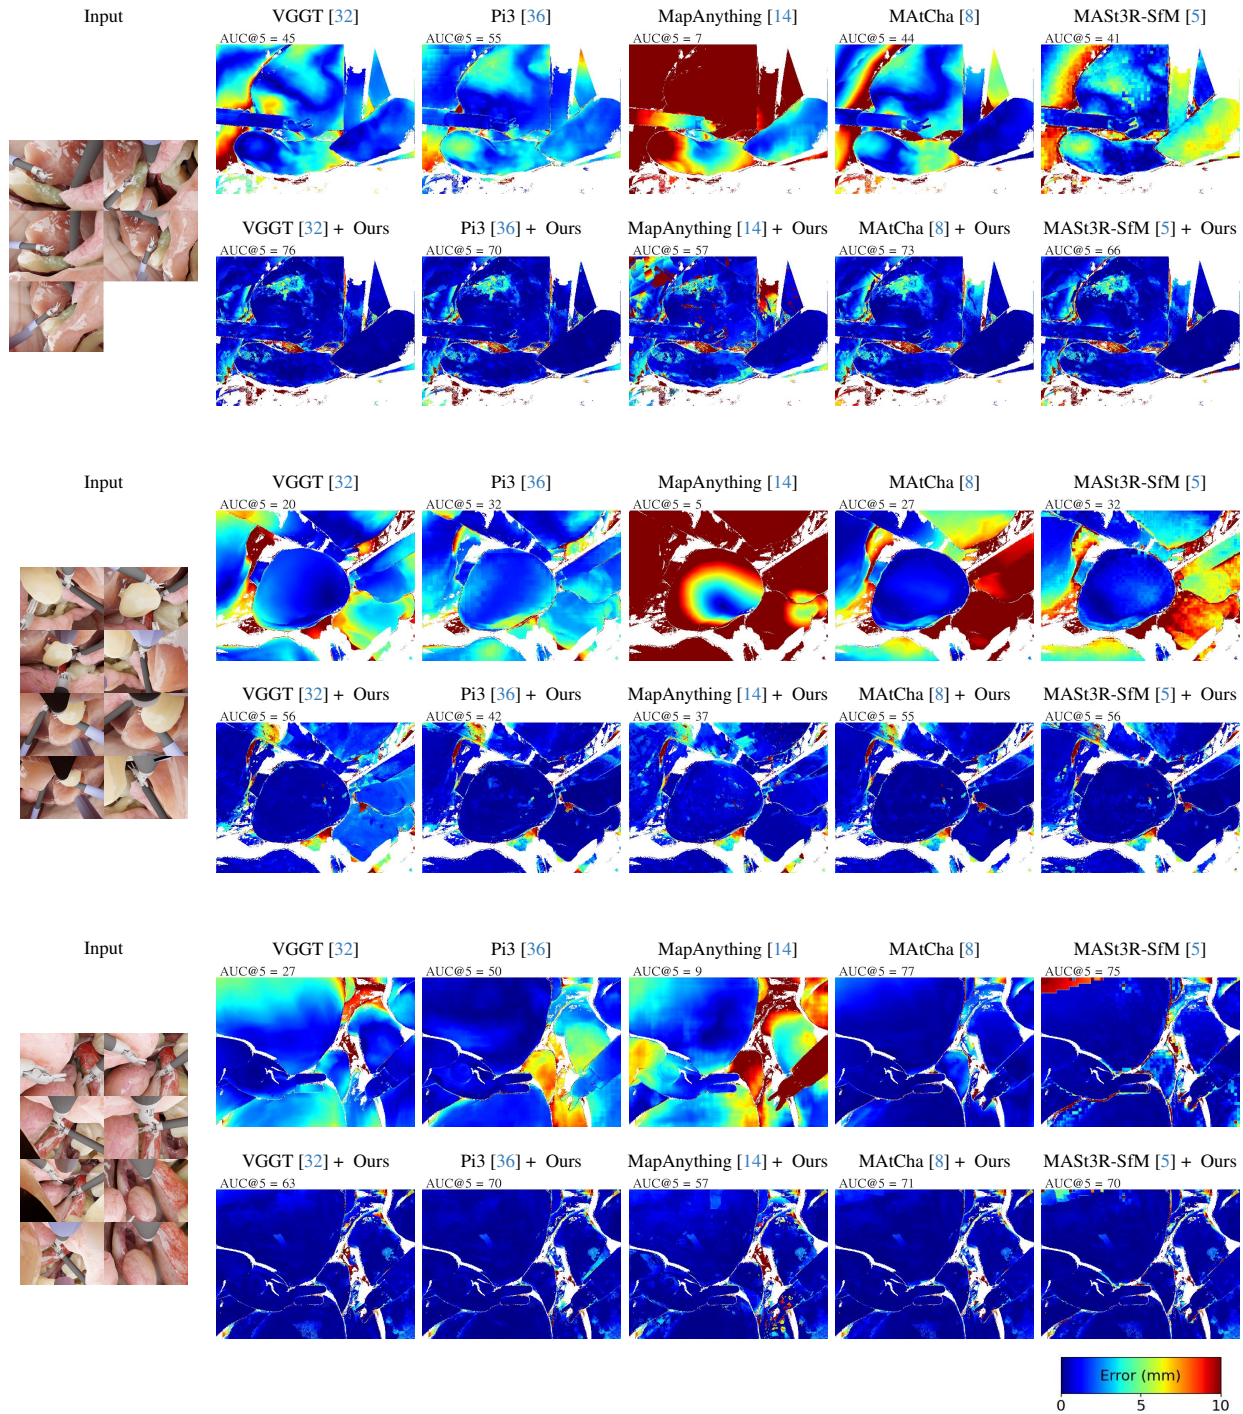 Input VGGT [32] Pi3 [36] MapAnything [14] MAtCha [8] MASt3R-SfM [5]
AUC@5 = 45 AUC@5 = 55 AUC@5 = 7 AUC@5 = 44 AUC@5 = 41
VGGT [32] + Ours Pi3 [36] + Ours MapAnything [14] + Ours MAtCha [8] + Ours MASt3R-SfM [5] + Ours
AUC@5 = 76 AUC@5 = 70 AUC@5 = 57 AUC@5 = 73 AUC@5 = 66
Input VGGT [32] Pi3 [36] MapAnything [14] MAtCha [8] MASt3R-SfM [5]
AUC@5 = 20 AUC@5 = 32 AUC@5 = 5 AUC@5 = 27 AUC@5 = 32
VGGT [32] + Ours Pi3 [36] + Ours MapAnything [14] + Ours MAtCha [8] + Ours MASt3R-SfM [5] + Ours
AUC@5 = 56 AUC@5 = 42 AUC@5 = 37 AUC@5 = 55 AUC@5 = 56
Input VGGT [32] Pi3 [36] MapAnything [14] MAtCha [8] MASt3R-SfM [5]
AUC@5 = 27 AUC@5 = 50 AUC@5 = 9 AUC@5 = 77 AUC@5 = 75
VGGT [32] + Ours Pi3 [36] + Ours MapAnything [14] + Ours MAtCha [8] + Ours MASt3R-SfM [5] + Ours
AUC@5 = 63 AUC@5 = 70 AUC@5 = 57 AUC@5 = 71 AUC@5 = 70
Error (mm)
0 5 10